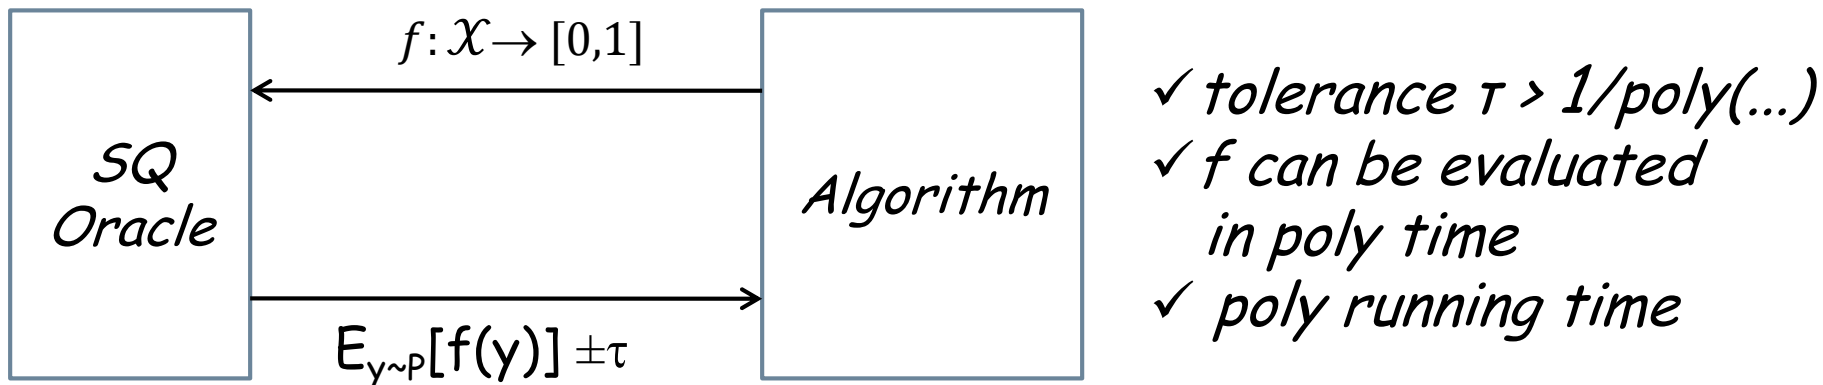 f: 𝒳 → [0,1]
SQ
Oracle
Algorithm
E_{y~P}[f(y)] ±τ
✓ tolerance τ > 1/poly(...)
✓ f can be evaluated
in poly time
✓ poly running time